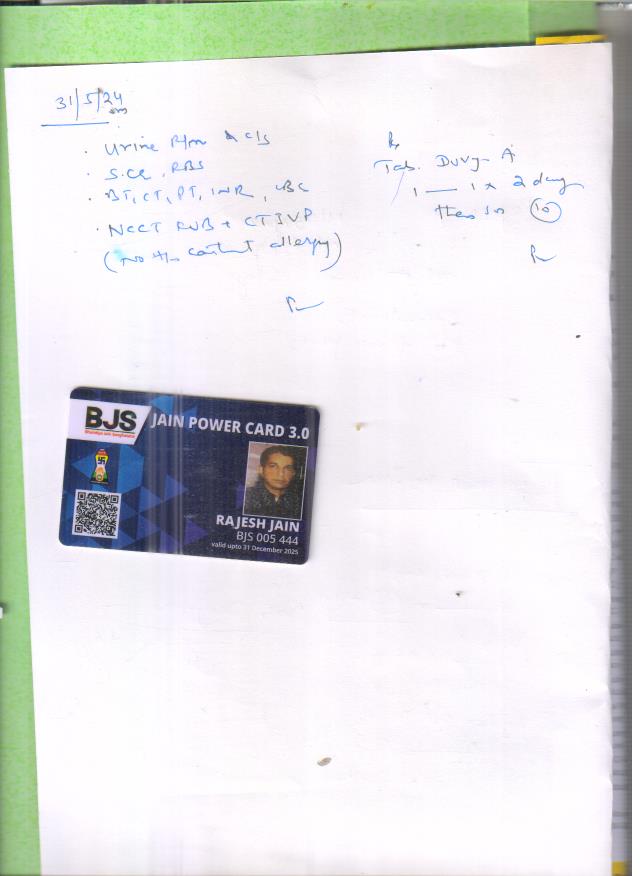 31/5/24
. Urine R/m & c/s
. S.Cr, RBS
. BT, CT, PT, INR, CBC
. NCCT KUB + CT IVP
(No H/o contrast allergy)
Rx
Tab. A
1 — 1 x 2 days
then SOS (10)
BJS
JAIN POWER CARD 3.0
RAJESH JAIN
BJS 005 444
valid upto 31 December 2025